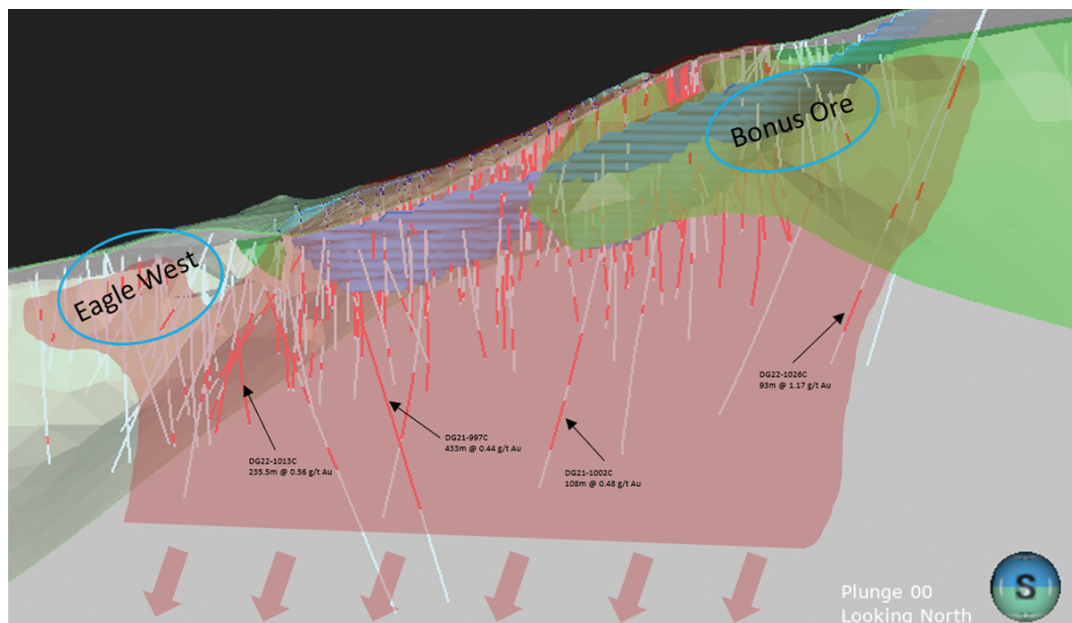 Bonus Ore
Eagle West
DG22-1026C
93m @ 1.17 g/t Au
DG21-997C
433m @ 0.44 g/t Au
DG22-1013C
235.5m @ 0.56 g/t Au
DG21-1002C
108m @ 0.48 g/t Au
Plunge 00
Looking North
S